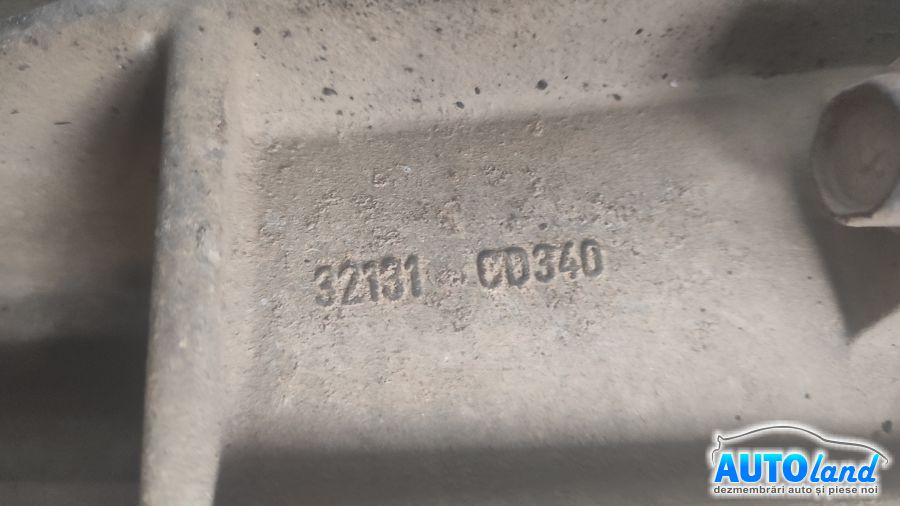 32131 CD340
AUTOland
dezmembrări auto și piese noi